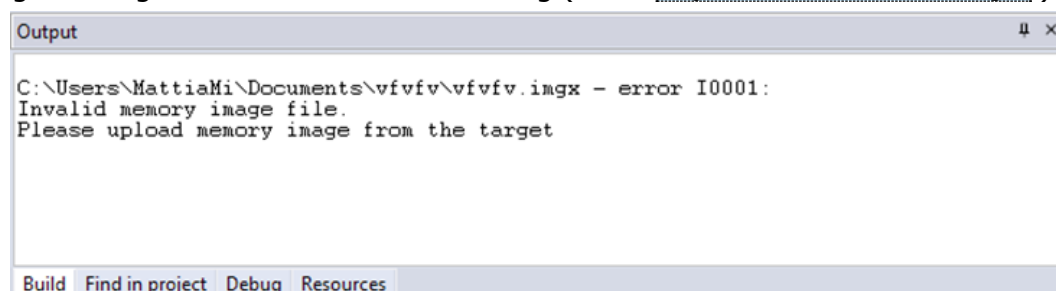 Output
C:\Users\MattiaMi\Documents\vfvfv\vfvfv.imgx - error I0001:
Invalid memory image file.
Please upload memory image from the target
Build Find in project Debug Resources